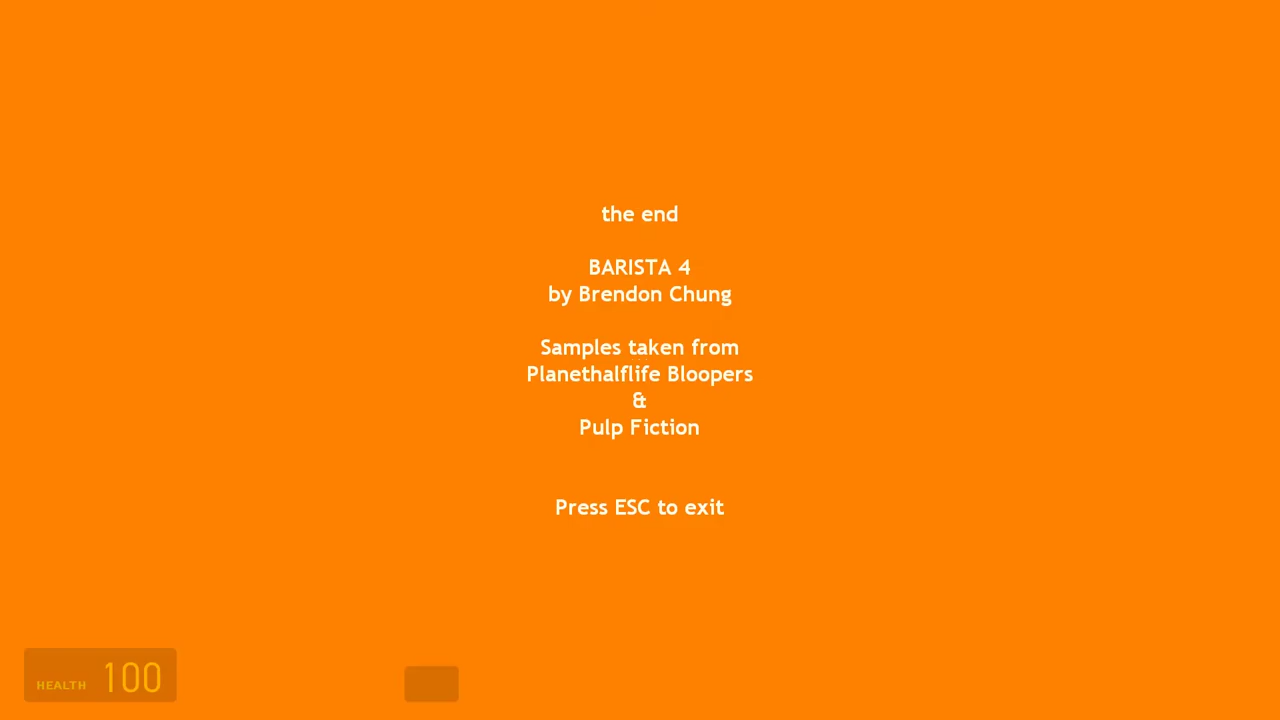 the end
BARISTA 4
by Brendon Chung
Samples taken from
Planethalflife Bloopers
&
Pulp Fiction
Press ESC to exit
HEALTH 100